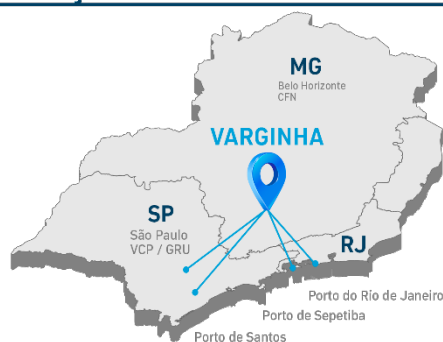 MG
Belo Horizonte
CFN
VARGINHA
SP
São Paulo
VCP / GRU
RJ
Porto do Rio de Janeiro
Porto de Sepetiba
Porto de Santos